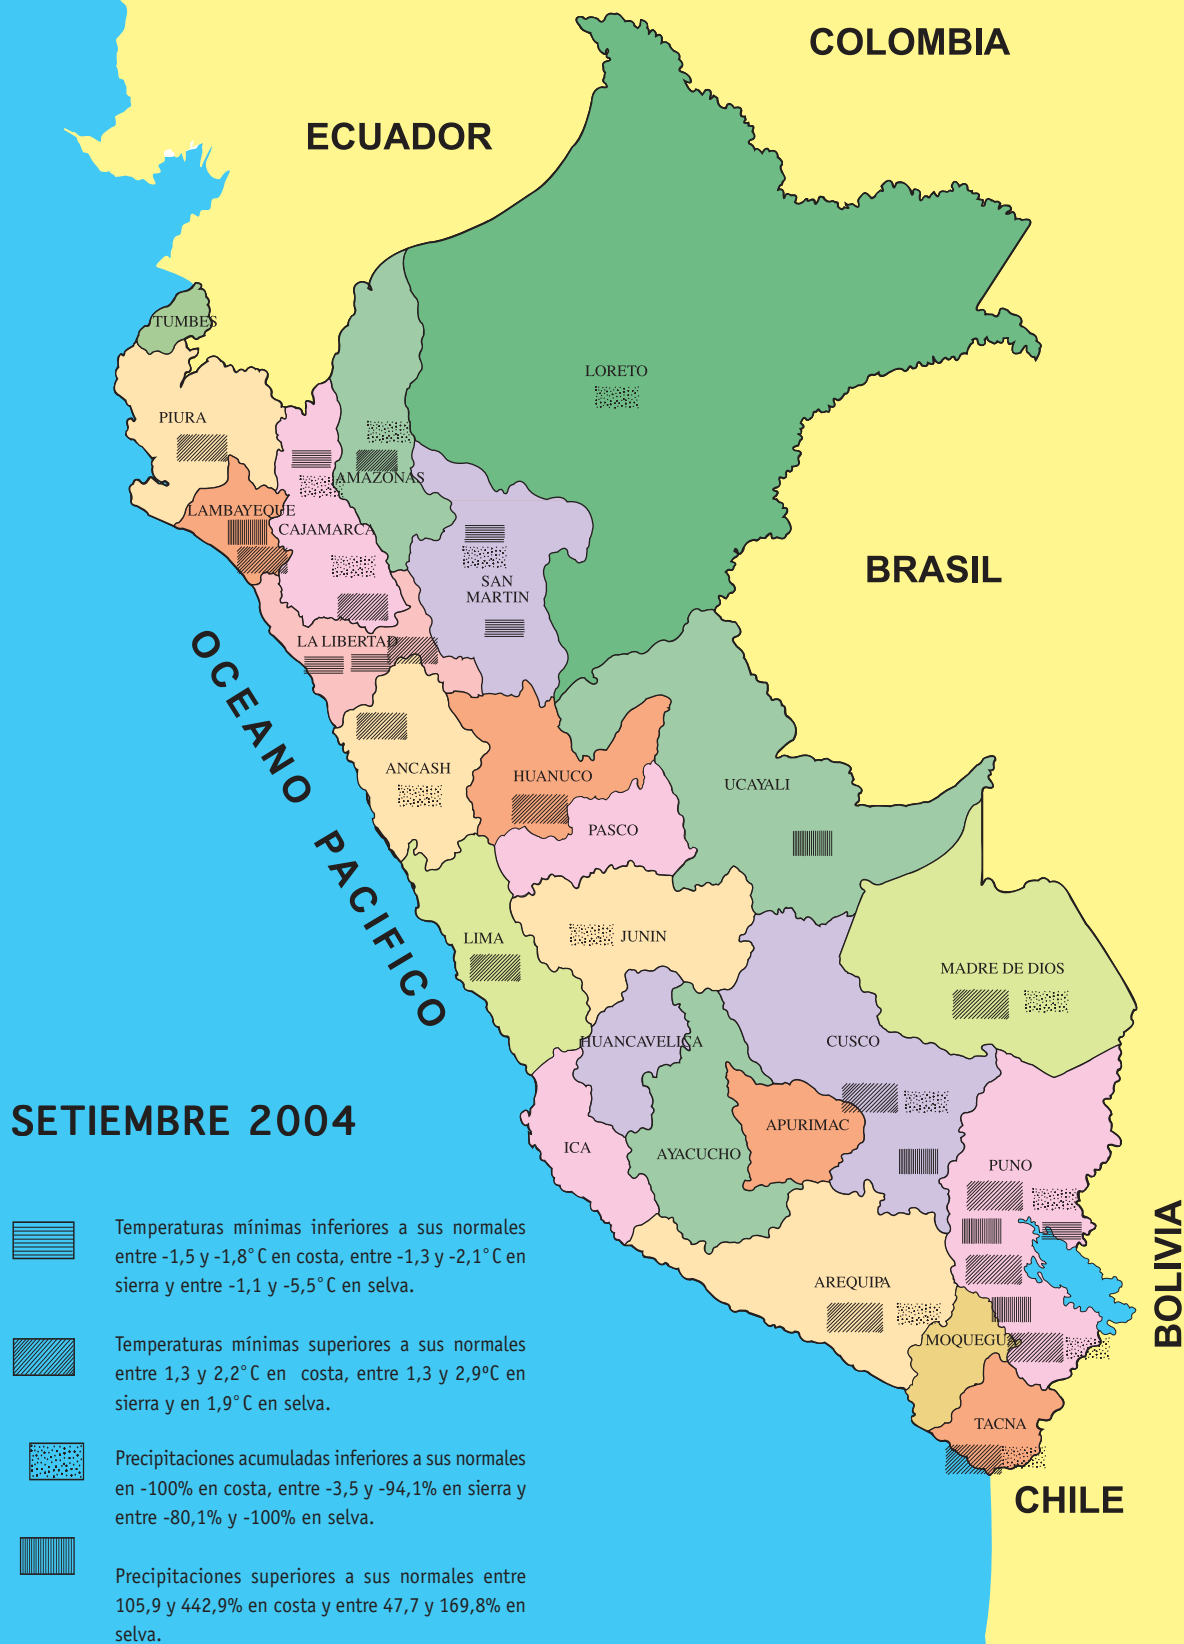 COLOMBIA
ECUADOR
TUMBES
LORETO
PIURA
AMAZONAS
LAMBAYEQUE
CAJAMARCA
BRASIL
SAN
MARTIN
LA LIBERTAD
OCEANO PACIFICO
ANCASH
HUANUCO
UCAYALI
PASCO
LIMA
JUNIN
MADRE DE DIOS
HUANCAVELICA
CUSCO
SETIEMBRE 2004
APURIMAC
ICA
AYACUCHO
PUNO
BOLIVIA
AREQUIPA
MOQUEGUA
TACNA
CHILE
Temperaturas mínimas inferiores a sus normales
entre -1,5 y -1,8°C en costa, entre -1,3 y -2,1°C en
sierra y entre -1,1 y -5,5°C en selva.
Temperaturas mínimas superiores a sus normales
entre 1,3 y 2,2°C en costa, entre 1,3 y 2,9ºC en
sierra y en 1,9°C en selva.
Precipitaciones acumuladas inferiores a sus normales
en -100% en costa, entre -3,5 y -94,1% en sierra y
entre -80,1% y -100% en selva.
Precipitaciones superiores a sus normales entre
105,9 y 442,9% en costa y entre 47,7 y 169,8% en
selva.